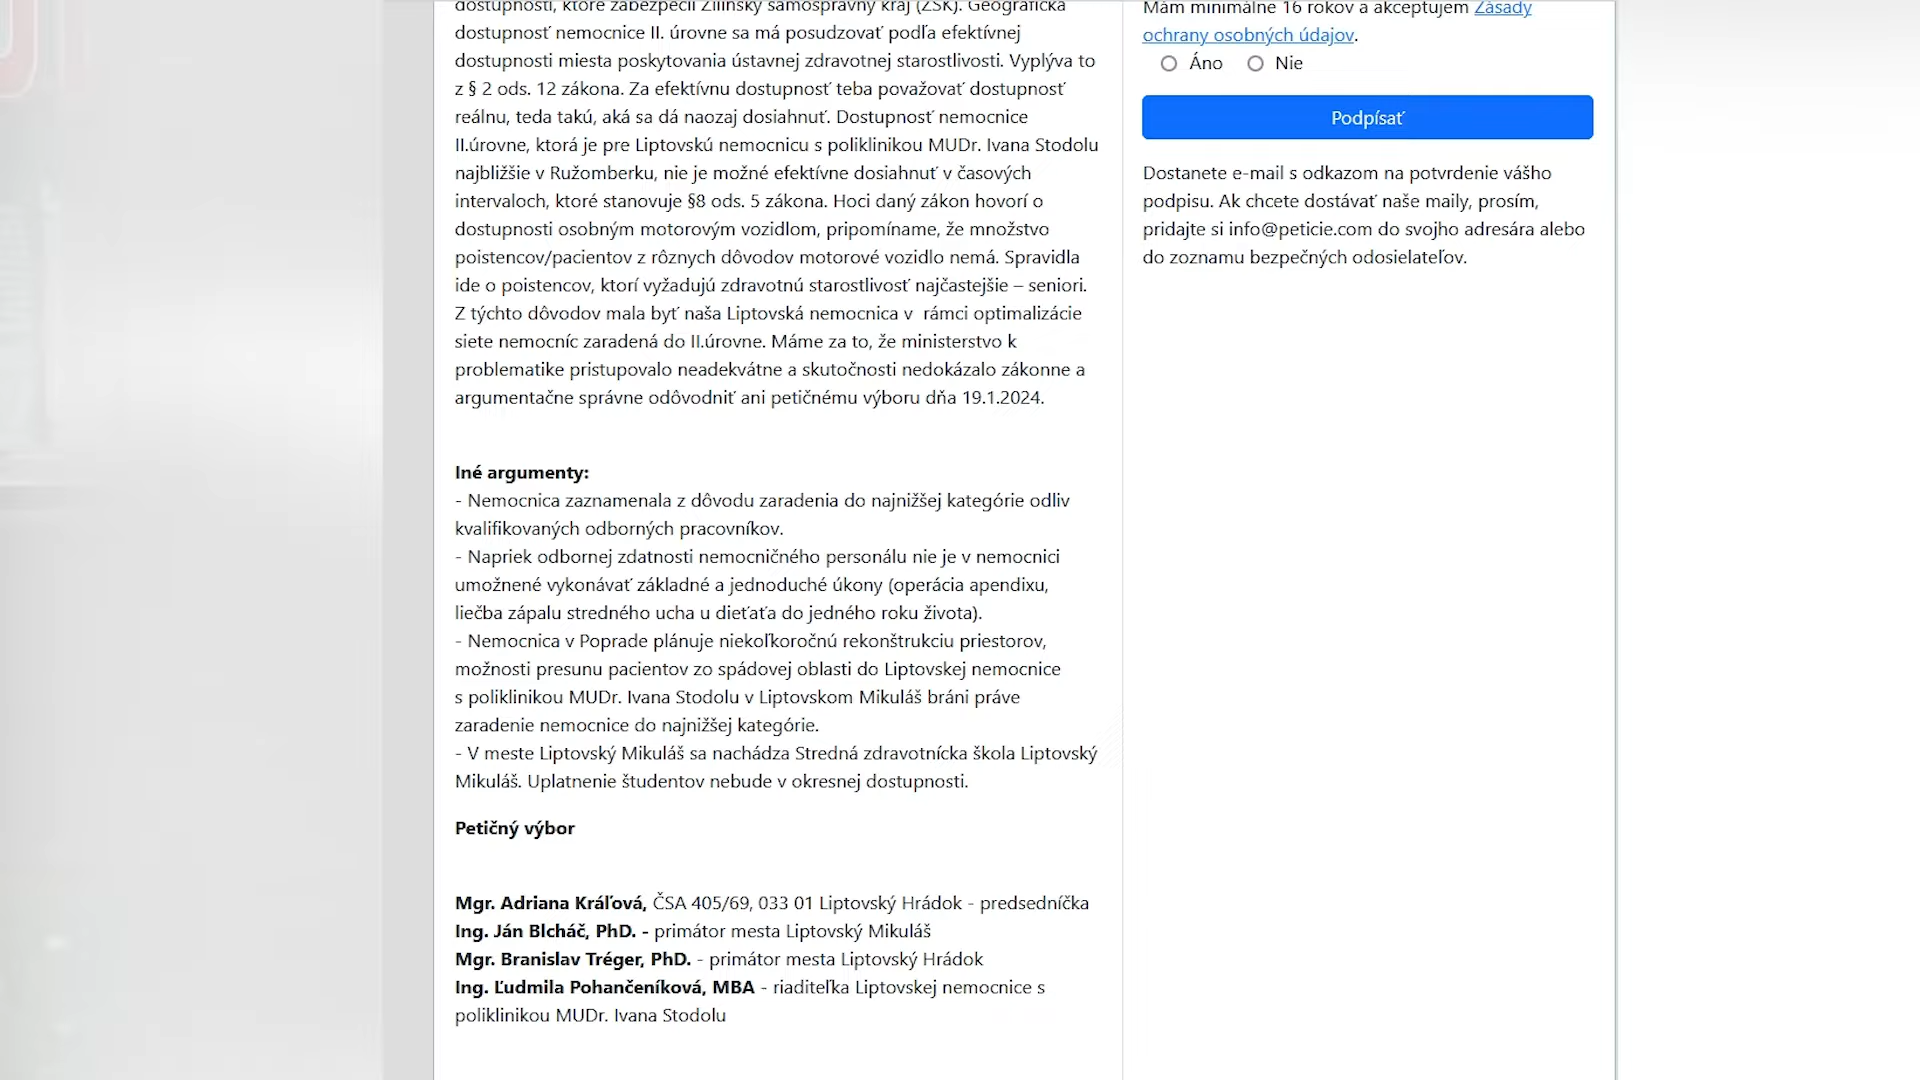 dostupnosti, ktoré zabezpečil Žilinský samosprávny kraj (ŽSK). Geografická
dostupnosť nemocnice II. úrovne sa má posudzovať podľa efektívnej
dostupnosti miesta poskytovania ústavnej zdravotnej starostlivosti. Vyplýva to
z § 2 ods. 12 zákona. Za efektívnu dostupnosť teba považovať dostupnosť
reálnu, teda takú, aká sa dá naozaj dosiahnuť. Dostupnosť nemocnice
II.úrovne, ktorá je pre Liptovskú nemocnicu s poliklinikou MUDr. Ivana Stodolu
najbližšie v Ružomberku, nie je možné efektívne dosiahnuť v časových
intervaloch, ktoré stanovuje §8 ods. 5 zákona. Hoci daný zákon hovorí o
dostupnosti osobným motorovým vozidlom, pripomíname, že množstvo
poistencov/pacientov z rôznych dôvodov motorové vozidlo nemá. Spravidla
ide o poistencov, ktorí vyžadujú zdravotnú starostlivosť najčastejšie – seniori.
Z týchto dôvodov mala byť naša Liptovská nemocnica v  rámci optimalizácie
siete nemocníc zaradená do II.úrovne. Máme za to, že ministerstvo k
problematike pristupovalo neadekvátne a skutočnosti nedokázalo zákonne a
argumentačne správne odôvodniť ani petičnému výboru dňa 19.1.2024.
Iné argumenty:
- Nemocnica zaznamenala z dôvodu zaradenia do najnižšej kategórie odliv
kvalifikovaných odborných pracovníkov.
- Napriek odbornej zdatnosti nemocničného personálu nie je v nemocnici
umožnené vykonávať základné a jednoduché úkony (operácia apendixu,
liečba zápalu stredného ucha u dieťaťa do jedného roku života).
- Nemocnica v Poprade plánuje niekoľkoročnú rekonštrukciu priestorov,
možnosti presunu pacientov zo spádovej oblasti do Liptovskej nemocnice
s poliklinikou MUDr. Ivana Stodolu v Liptovskom Mikuláš bráni práve
zaradenie nemocnice do najnižšej kategórie.
- V meste Liptovský Mikuláš sa nachádza Stredná zdravotnícka škola Liptovský
Mikuláš. Uplatnenie študentov nebude v okresnej dostupnosti.
Petičný výbor
Mgr. Adriana Kráľová, ČSA 405/69, 033 01 Liptovský Hrádok - predsedníčka
Ing. Ján Blcháč, PhD. - primátor mesta Liptovský Mikuláš
Mgr. Branislav Tréger, PhD. - primátor mesta Liptovský Hrádok
Ing. Ľudmila Pohančeníková, MBA - riaditeľka Liptovskej nemocnice s
poliklinikou MUDr. Ivana Stodolu
Mám minimálne 16 rokov a akceptujem Zásady
ochrany osobných údajov.
Áno Nie
Podpísať
Dostanete e-mail s odkazom na potvrdenie vášho
podpisu. Ak chcete dostávať naše maily, prosím,
pridajte si info@peticie.com do svojho adresára alebo
do zoznamu bezpečných odosielateľov.